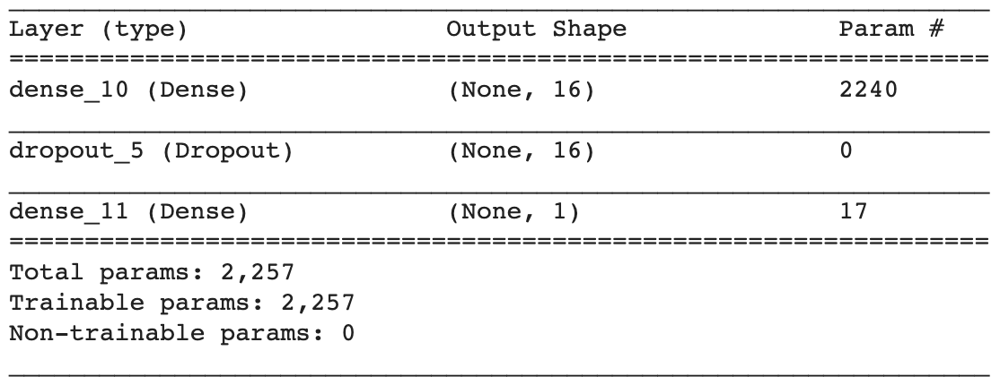 Layer (type) Output Shape Param #
=================================================================
dense_10 (Dense) (None, 16) 2240
_________________________________________________________________
dropout_5 (Dropout) (None, 16) 0
_________________________________________________________________
dense_11 (Dense) (None, 1) 17
=================================================================
Total params: 2,257
Trainable params: 2,257
Non-trainable params: 0
_________________________________________________________________